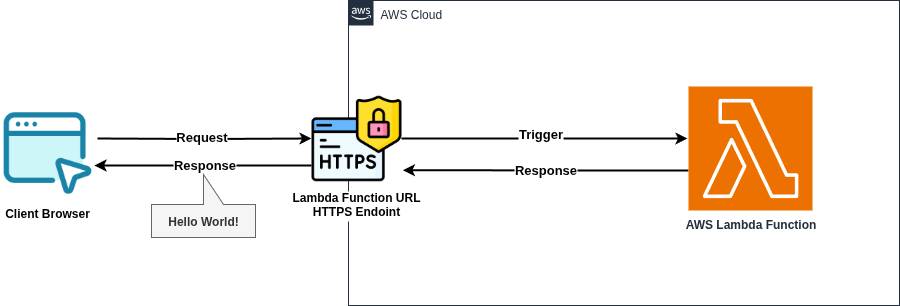 aws
AWS Cloud
Request
Trigger
HTTPS
Response
Response
Lambda Function URL
HTTPS Endoint
Client Browser
Hello World!
AWS Lambda Function